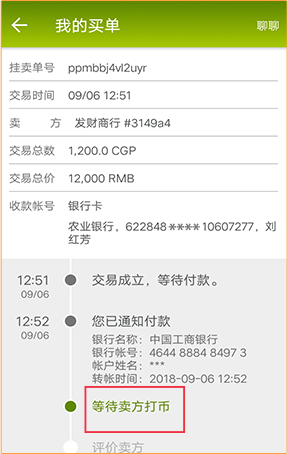 我的买单
聊聊
挂卖单号 ppmbbj4vl2uyr
交易时间 09/06 12:51
卖 方 发财商行 #3149a4
交易总数 1,200.0 CGP
交易总价 12,000 RMB
收款帐号 银行卡
农业银行，622848****10607277，刘
红芳
12:51 交易成立，等待付款。
09/06
12:52 您已通知付款
09/06
银行名称：中国工商银行
银行帐号：4644 8884 8497 3
帐户姓名：***
转帐时间：2018-09-06 12:52
等待卖方打币
评价卖方